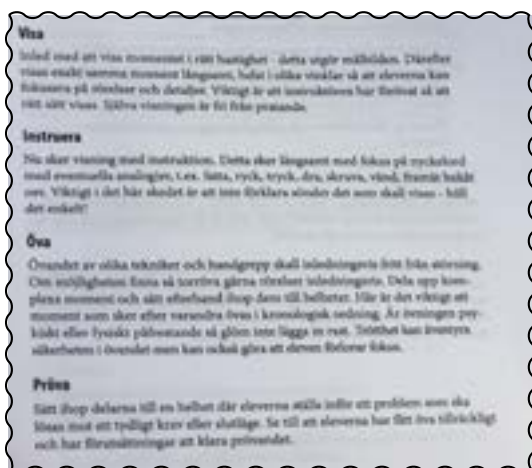 Visa
Inled med att visa momentet i rätt hastighet - detta utgör målbilden. Därefter
visas exakt samma moment långsamt, helst i olika vinklar så att eleverna kan
fokusera på rörelser och detaljer. Viktigt är att instruktören har förövat så att
rätt sätt visas. Själva visningen är fri från pratande.
Instruera
Nu sker visning med instruktion. Detta sker långsamt med fokus på nyckelord
med eventuella analogier, t.ex. fatta, ryck, tryck, dra, skruva, vänd, framåt bakåt
osv. Viktigt i det här skedet är att inte förklara sönder det som skall visas - håll
det enkelt!
Öva
Övandet av olika tekniker och handgrepp skall inledningsvis fritt från störning.
Om möjligheten finns så torröva gärna rörelser inledningsvis. Dela upp kom-
plexa moment och sätt efterhand ihop dem till helheter. Här är det viktigt att
moment som sker efter varandra övas i kronologisk ordning. Är övningen psy-
kiskt eller fysiskt påfrestande så glöm inte lägga in rast. Trötthet kan äventyra
säkerheten i övandet men kan också göra att eleven förlorar fokus.
Pröva
Sätt ihop delarna till en helhet där eleverna ställs inför ett problem som ska
lösas mot ett tydligt krav eller slutläge. Se till att eleverna har fått öva tillräckligt
och har förutsättningar att klara prövandet.